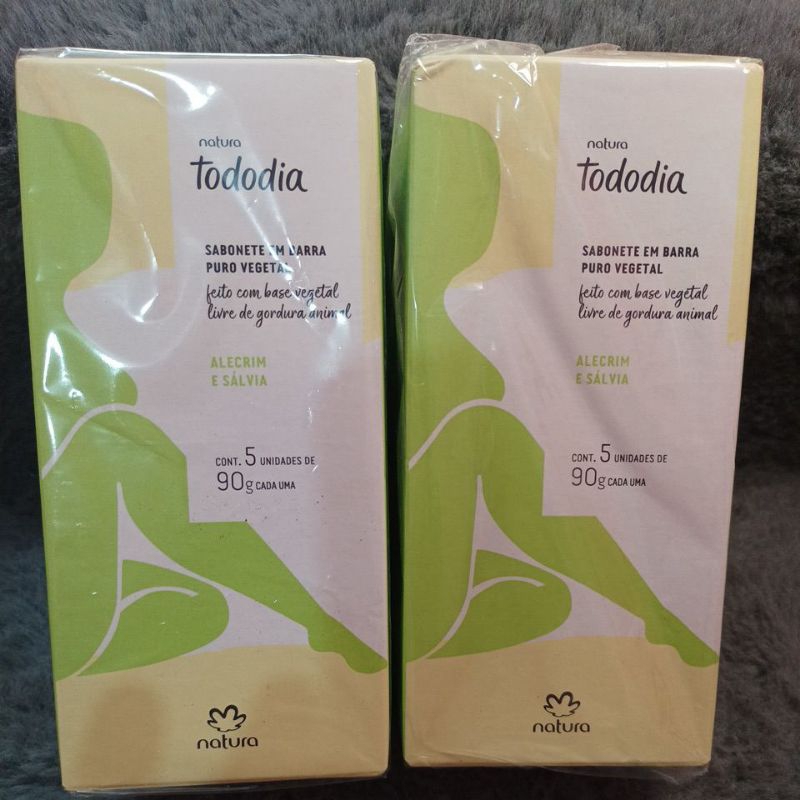 natura
tododia
SABONETE EM BARRA
PURO VEGETAL
feito com base vegetal
livre de gordura animal
ALECRIM
E SÁLVIA
CONT. 5 UNIDADES DE
90g CADA UMA
natura
natura
tododia
SABONETE EM BARRA
PURO VEGETAL
feito com base vegetal
livre de gordura animal
ALECRIM
E SÁLVIA
CONT. 5 UNIDADES DE
90g CADA UMA
natura